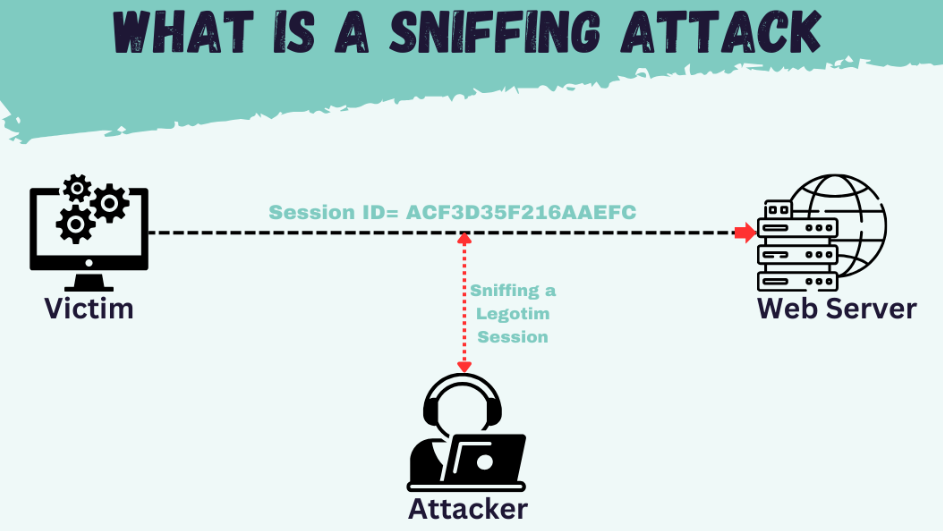 WHAT IS A SNIFFING ATTACK
Session ID= ACF3D35F216AAEFC
Victim
Web Server
Sniffing a
Legotim
Session
Attacker